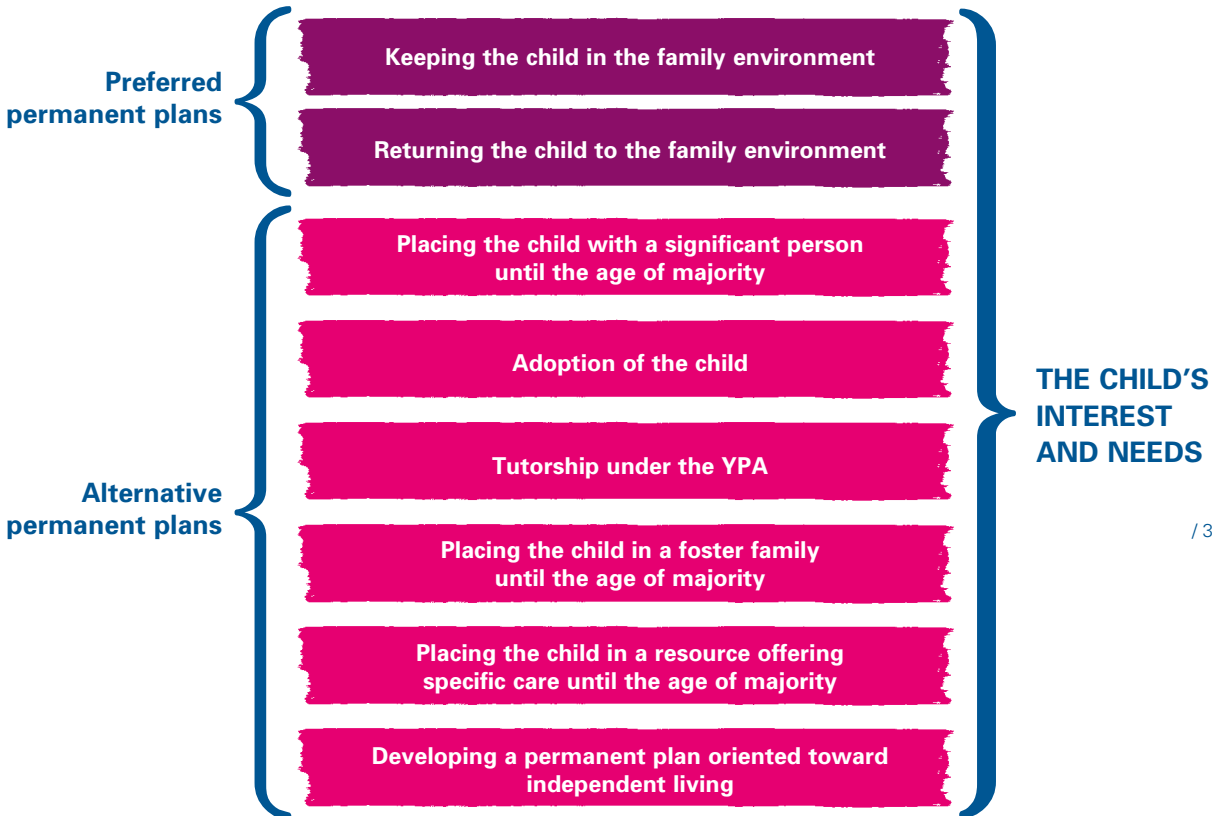 Preferred
permanent plans
Keeping the child in the family environment
Returning the child to the family environment
Alternative
permanent plans
Placing the child with a significant person
until the age of majority
Adoption of the child
Tutorship under the YPA
Placing the child in a foster family
until the age of majority
Placing the child in a resource offering
specific care until the age of majority
Developing a permanent plan oriented toward
independent living
THE CHILD’S
INTEREST
AND NEEDS
/ 3